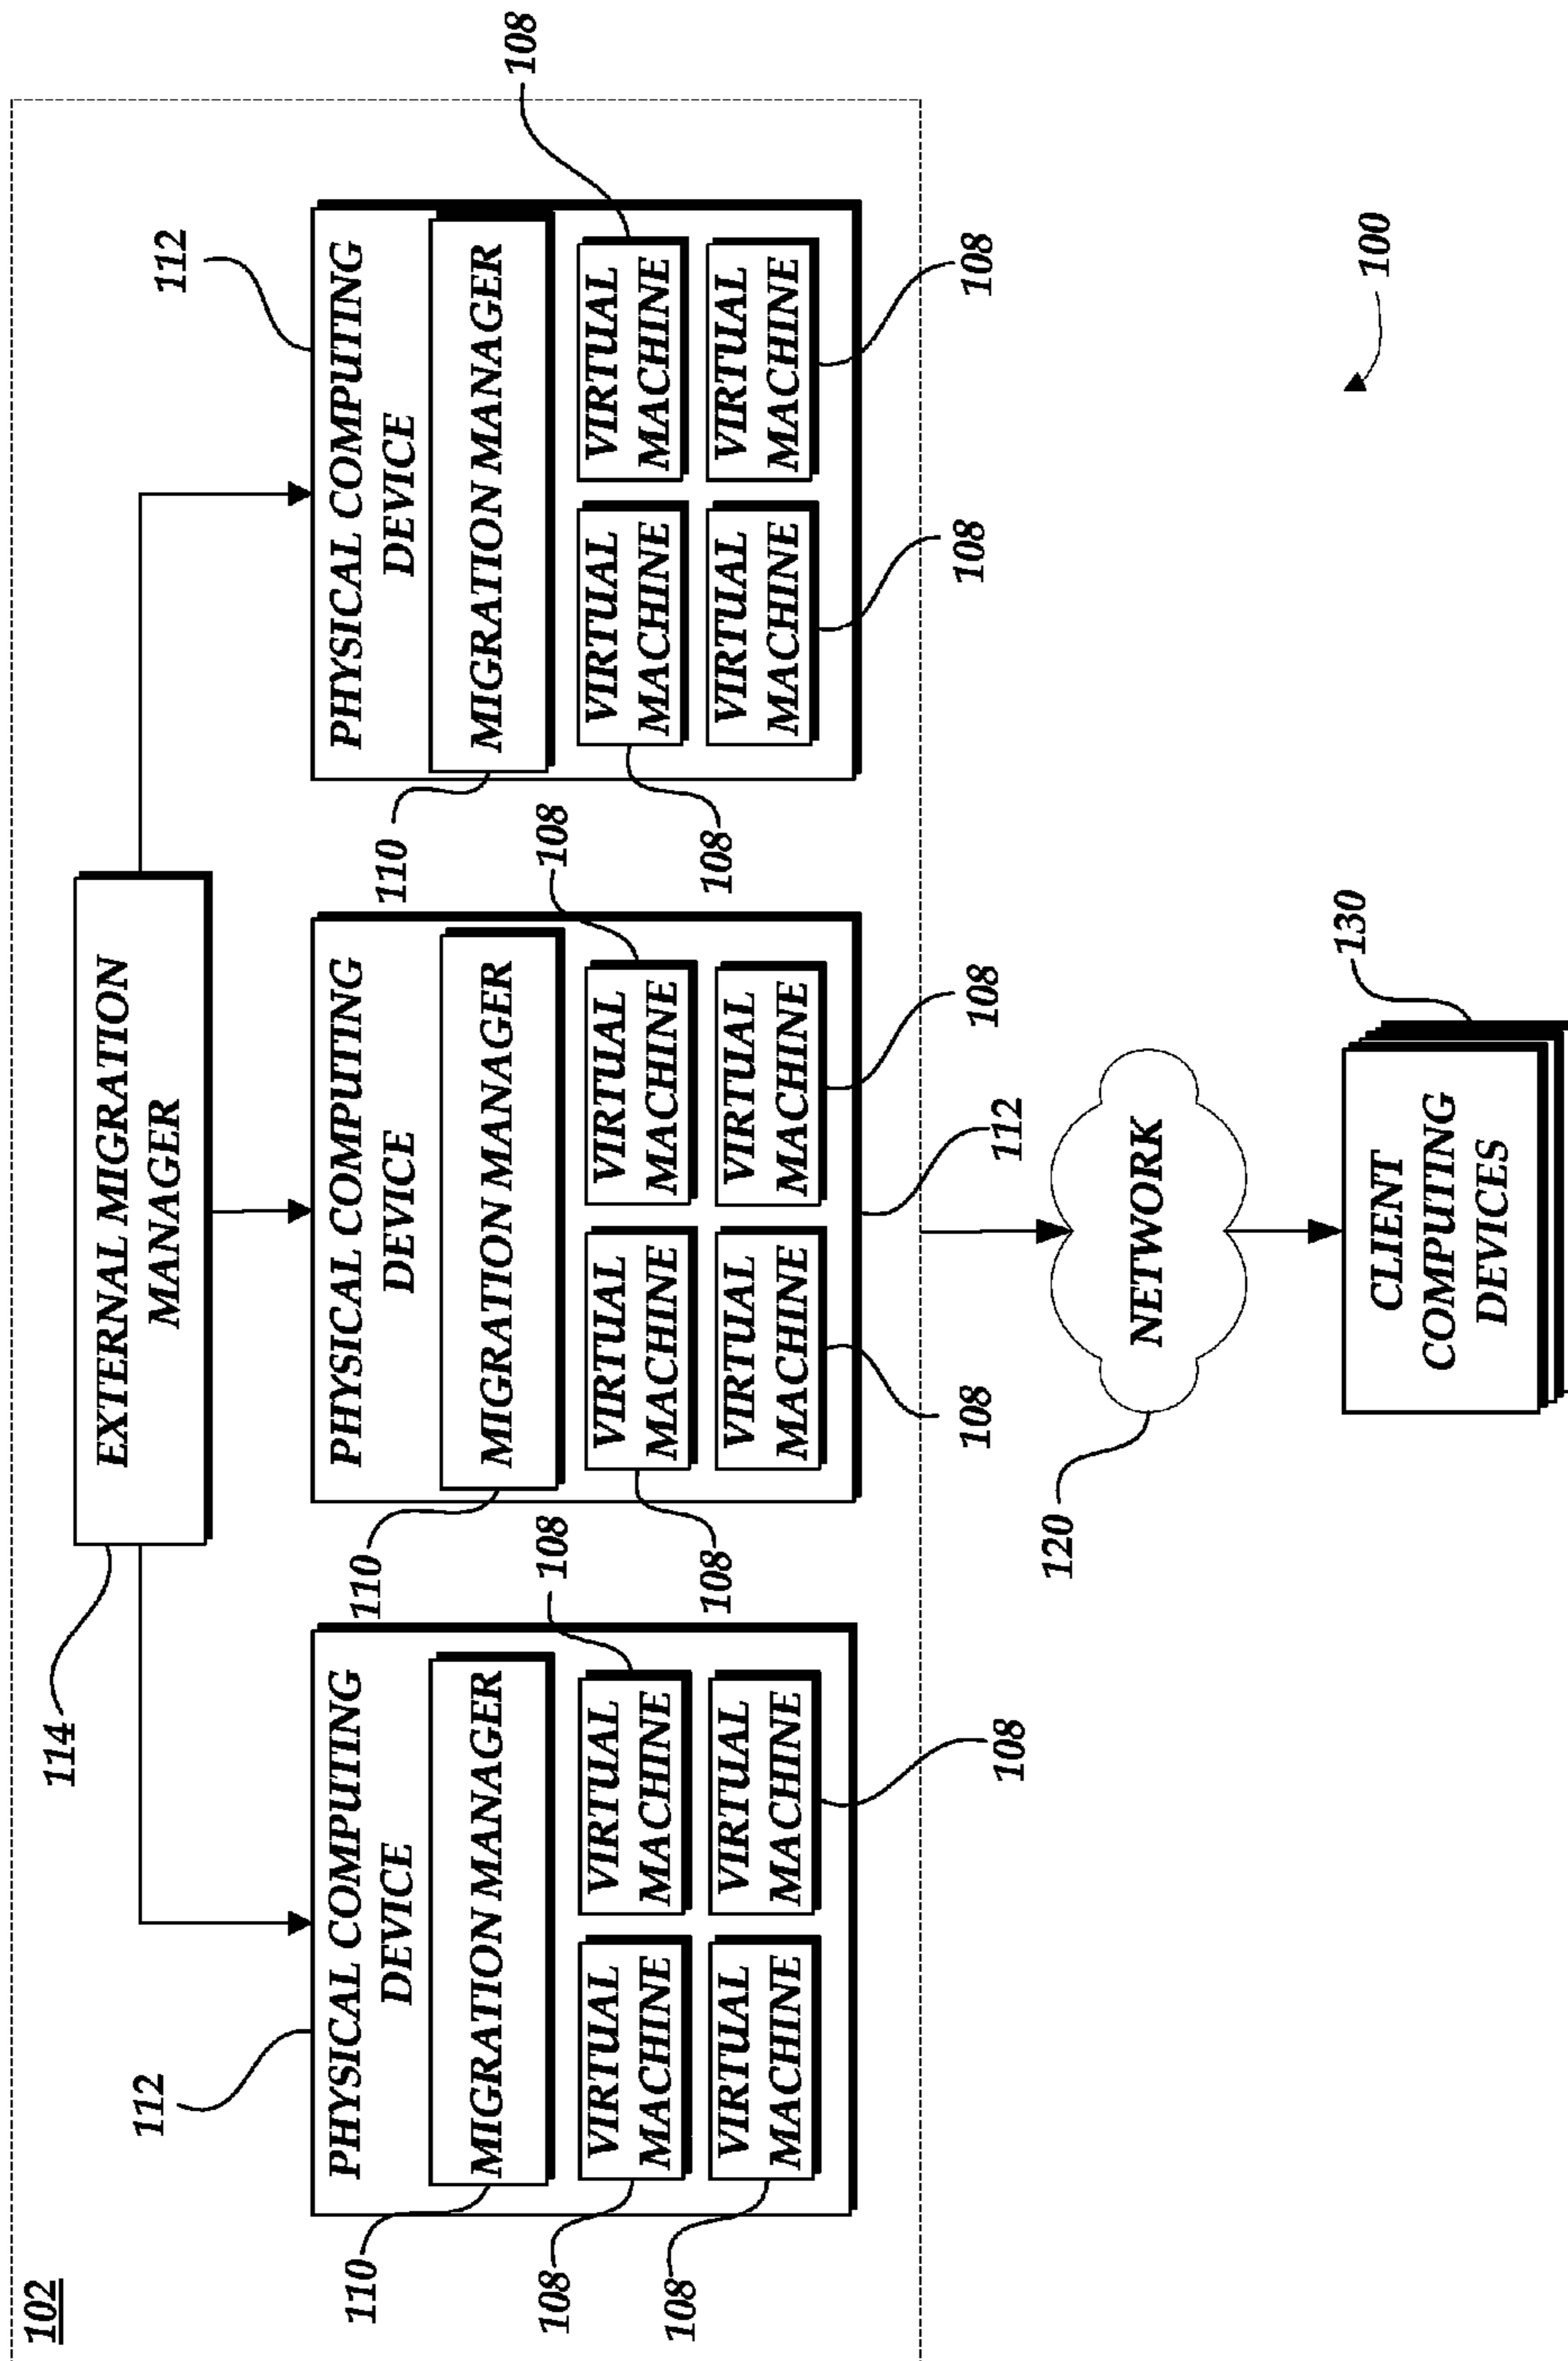 102
114
EXTERNAL MIGRATION
MANAGER
112
PHYSICAL COMPUTING
DEVICE
110
MIGRATION MANAGER
108
VIRTUAL
MACHINE
108
VIRTUAL
MACHINE
108
VIRTUAL
MACHINE
VIRTUAL
MACHINE
108
PHYSICAL COMPUTING
DEVICE
110
MIGRATION MANAGER
108
VIRTUAL
MACHINE
108
VIRTUAL
MACHINE
VIRTUAL
MACHINE
108
VIRTUAL
MACHINE
108
112
112
PHYSICAL COMPUTING
DEVICE
110
MIGRATION MANAGER
108
VIRTUAL
MACHINE
VIRTUAL
MACHINE
108
VIRTUAL
MACHINE
108
VIRTUAL
MACHINE
108
120
NETWORK
130
CLIENT
COMPUTING
DEVICES
100